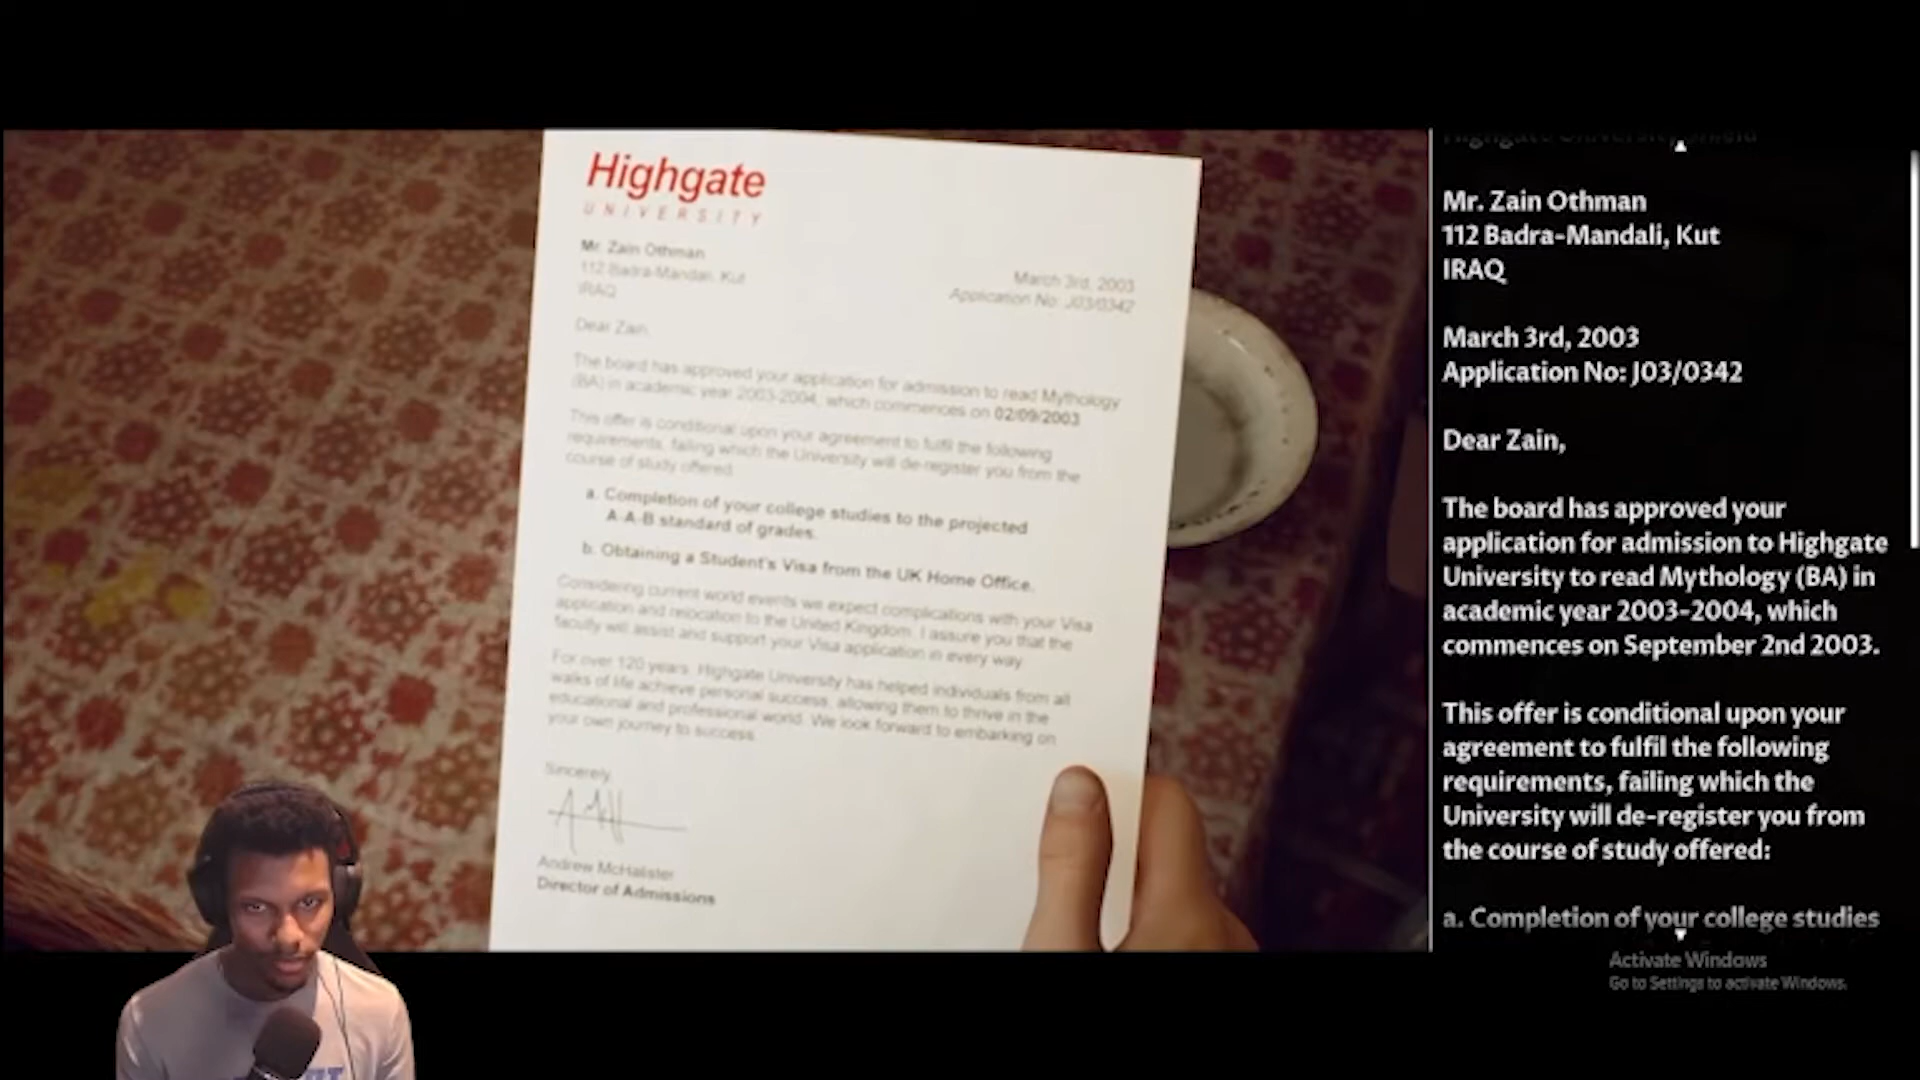 Highgate
UNIVERSITY
Mr. Zain Othman
112 Badra-Mandali, Kut
IRAQ
March 3rd, 2003
Application No: J03/0342
Dear Zain,
The board has approved your application for admission to read Mythology
(BA) in academic year 2003-2004, which commences on 02/09/2003
This offer is conditional upon your agreement to fulfil the following
requirements, failing which the University will de-register you from the
course of study offered.
a. Completion of your college studies to the projected
A-A-B standard of grades.
b. Obtaining a Student's Visa from the UK Home Office.
Considering current world events we expect complications with your Visa
application and relocation to the United Kingdom. I assure you that the
faculty will assist and support your Visa application in every way.
For over 120 years, Highgate University has helped individuals from all
walks of life achieve personal success, allowing them to thrive in the
educational and professional world. We look forward to embarking on
your own journey to success.
Sincerely,
Andrew McHalister
Director of Admissions
Highgate University Shield
Mr. Zain Othman
112 Badra-Mandali, Kut
IRAQ
March 3rd, 2003
Application No: J03/0342
Dear Zain,
The board has approved your
application for admission to Highgate
University to read Mythology (BA) in
academic year 2003-2004, which
commences on September 2nd 2003.
This offer is conditional upon your
agreement to fulfil the following
requirements, failing which the
University will de-register you from
the course of study offered:
a. Completion of your college studies
Activate Windows
Go to Settings to activate Windows.